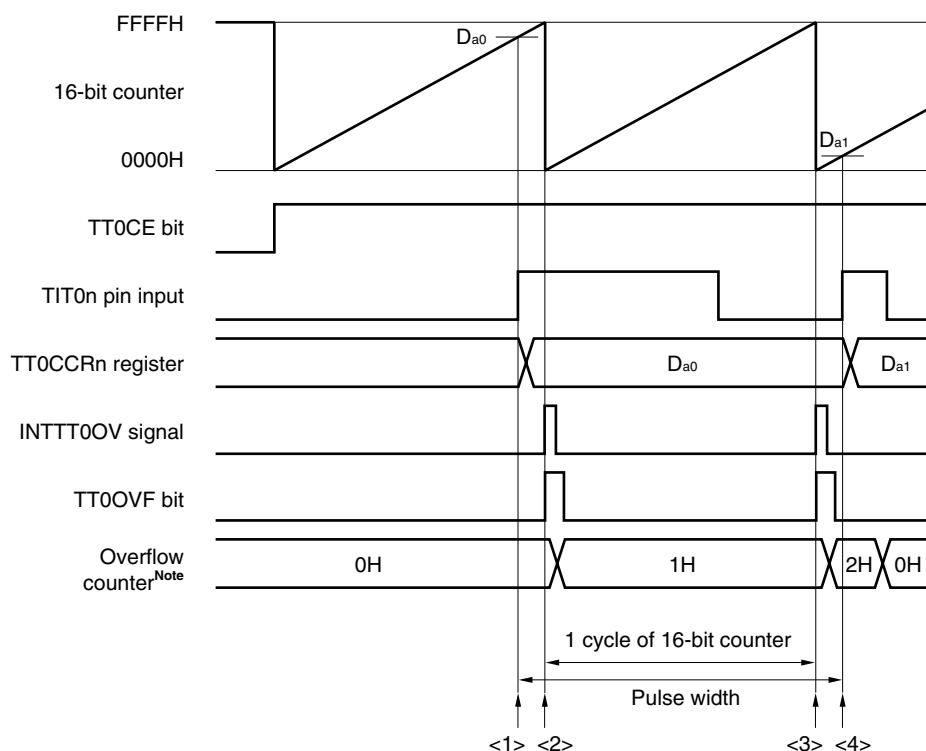 FFFFH
Da0
16-bit counter
0000H
Da1
TT0CE bit
TIT0n pin input
TT0CCRn register
Da0
Da1
INTTT0OV signal
TT0OVF bit
Overflow
counterNote
0H
1H
2H
0H
1 cycle of 16-bit counter
Pulse width
<1> <2> <3> <4>